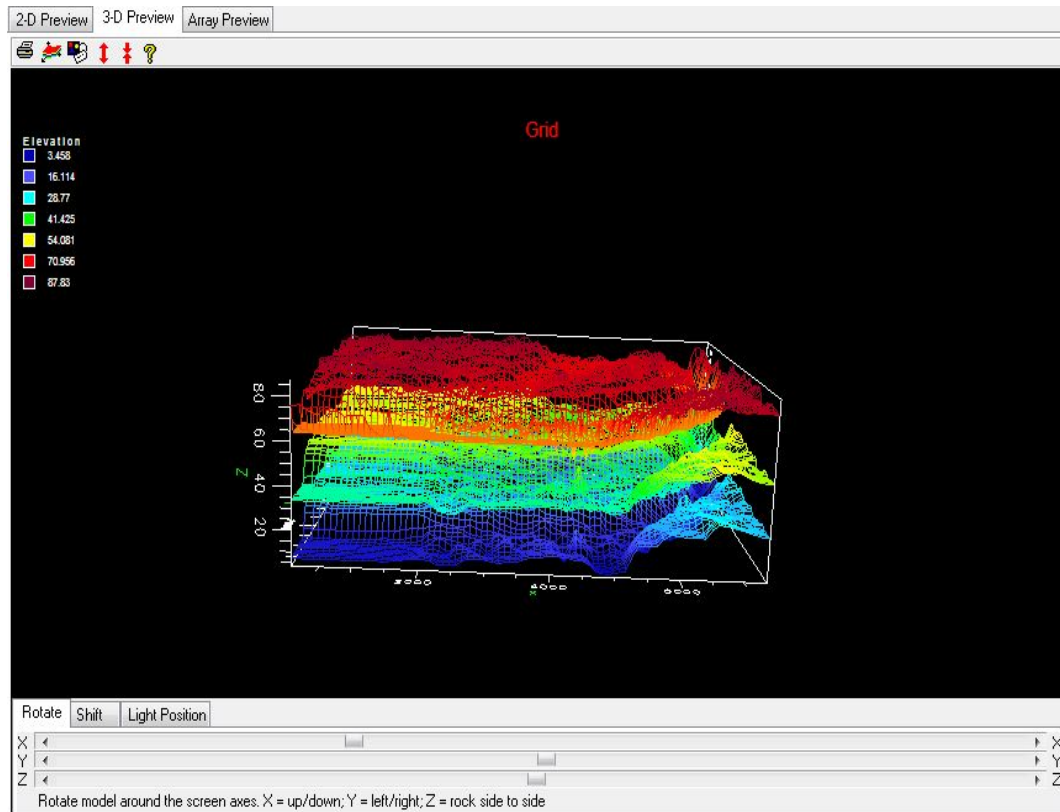 2-D Preview 3-D Preview Array Preview
Grid
Elevation
3.458
16.114
28.77
41.425
54.081
70.956
87.83
80
60
40
20
Z
4000
X
X X
Y Y
Z Z
Rotate Shift Light Position
Rotate model around the screen axes. X = up/down; Y = left/right; Z = rock side to side